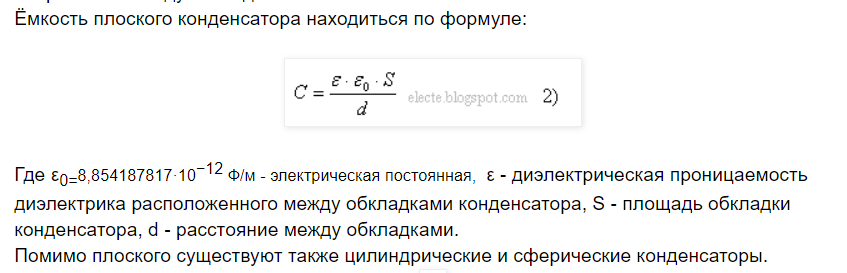 Ёмкость плоского конденсатора находиться по формуле:
C = ε · ε₀ · S / d electe.blogspot.com 2)
Где ε₀=8,854187817·10⁻¹² Ф/м - электрическая постоянная, ε - диэлектрическая проницаемость
диэлектрика расположенного между обкладками конденсатора, S - площадь обкладки
конденсатора, d - расстояние между обкладками.
Помимо плоского существуют также цилиндрические и сферические конденсаторы.